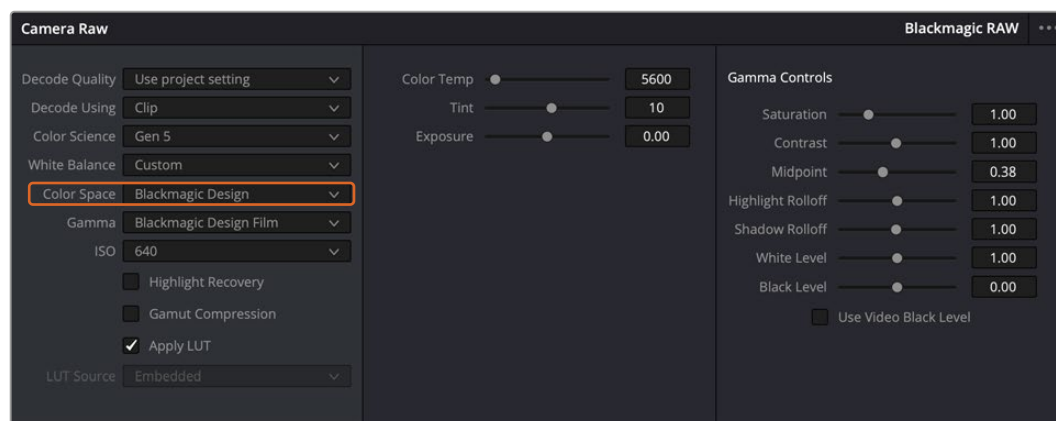 Camera Raw
Blackmagic RAW
Decode Quality Use project setting
Decode Using Clip
Color Science Gen 5
White Balance Custom
Color Space Blackmagic Design
Gamma Blackmagic Design Film
ISO 640
Highlight Recovery
Gamut Compression
Apply LUT
LUT Source Embedded
Color Temp 5600
Tint 10
Exposure 0.00
Gamma Controls
Saturation 1.00
Contrast 1.00
Midpoint 0.38
Highlight Rolloff 1.00
Shadow Rolloff 1.00
White Level 1.00
Black Level 0.00
Use Video Black Level